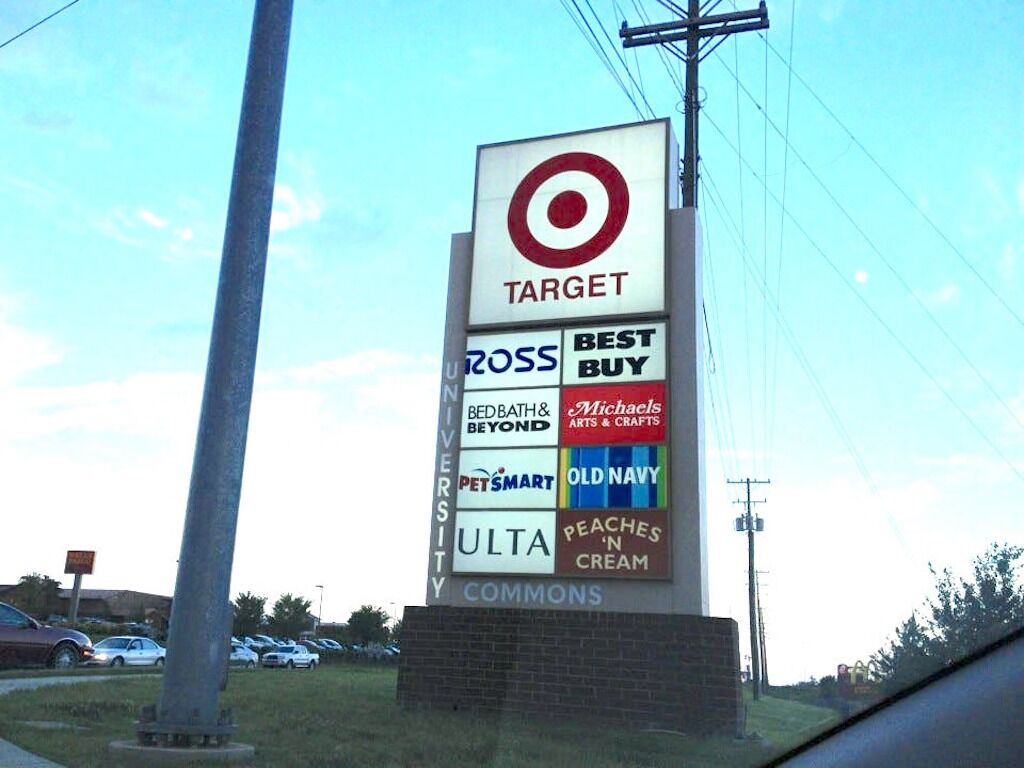 TARGET
ROSS
BEST
BUY
BED BATH &
BEYOND
Michaels
ARTS & CRAFTS
PETSMART
OLD NAVY
ULTA
PEACHES
'N
CREAM
UNIVERSITY
COMMONS